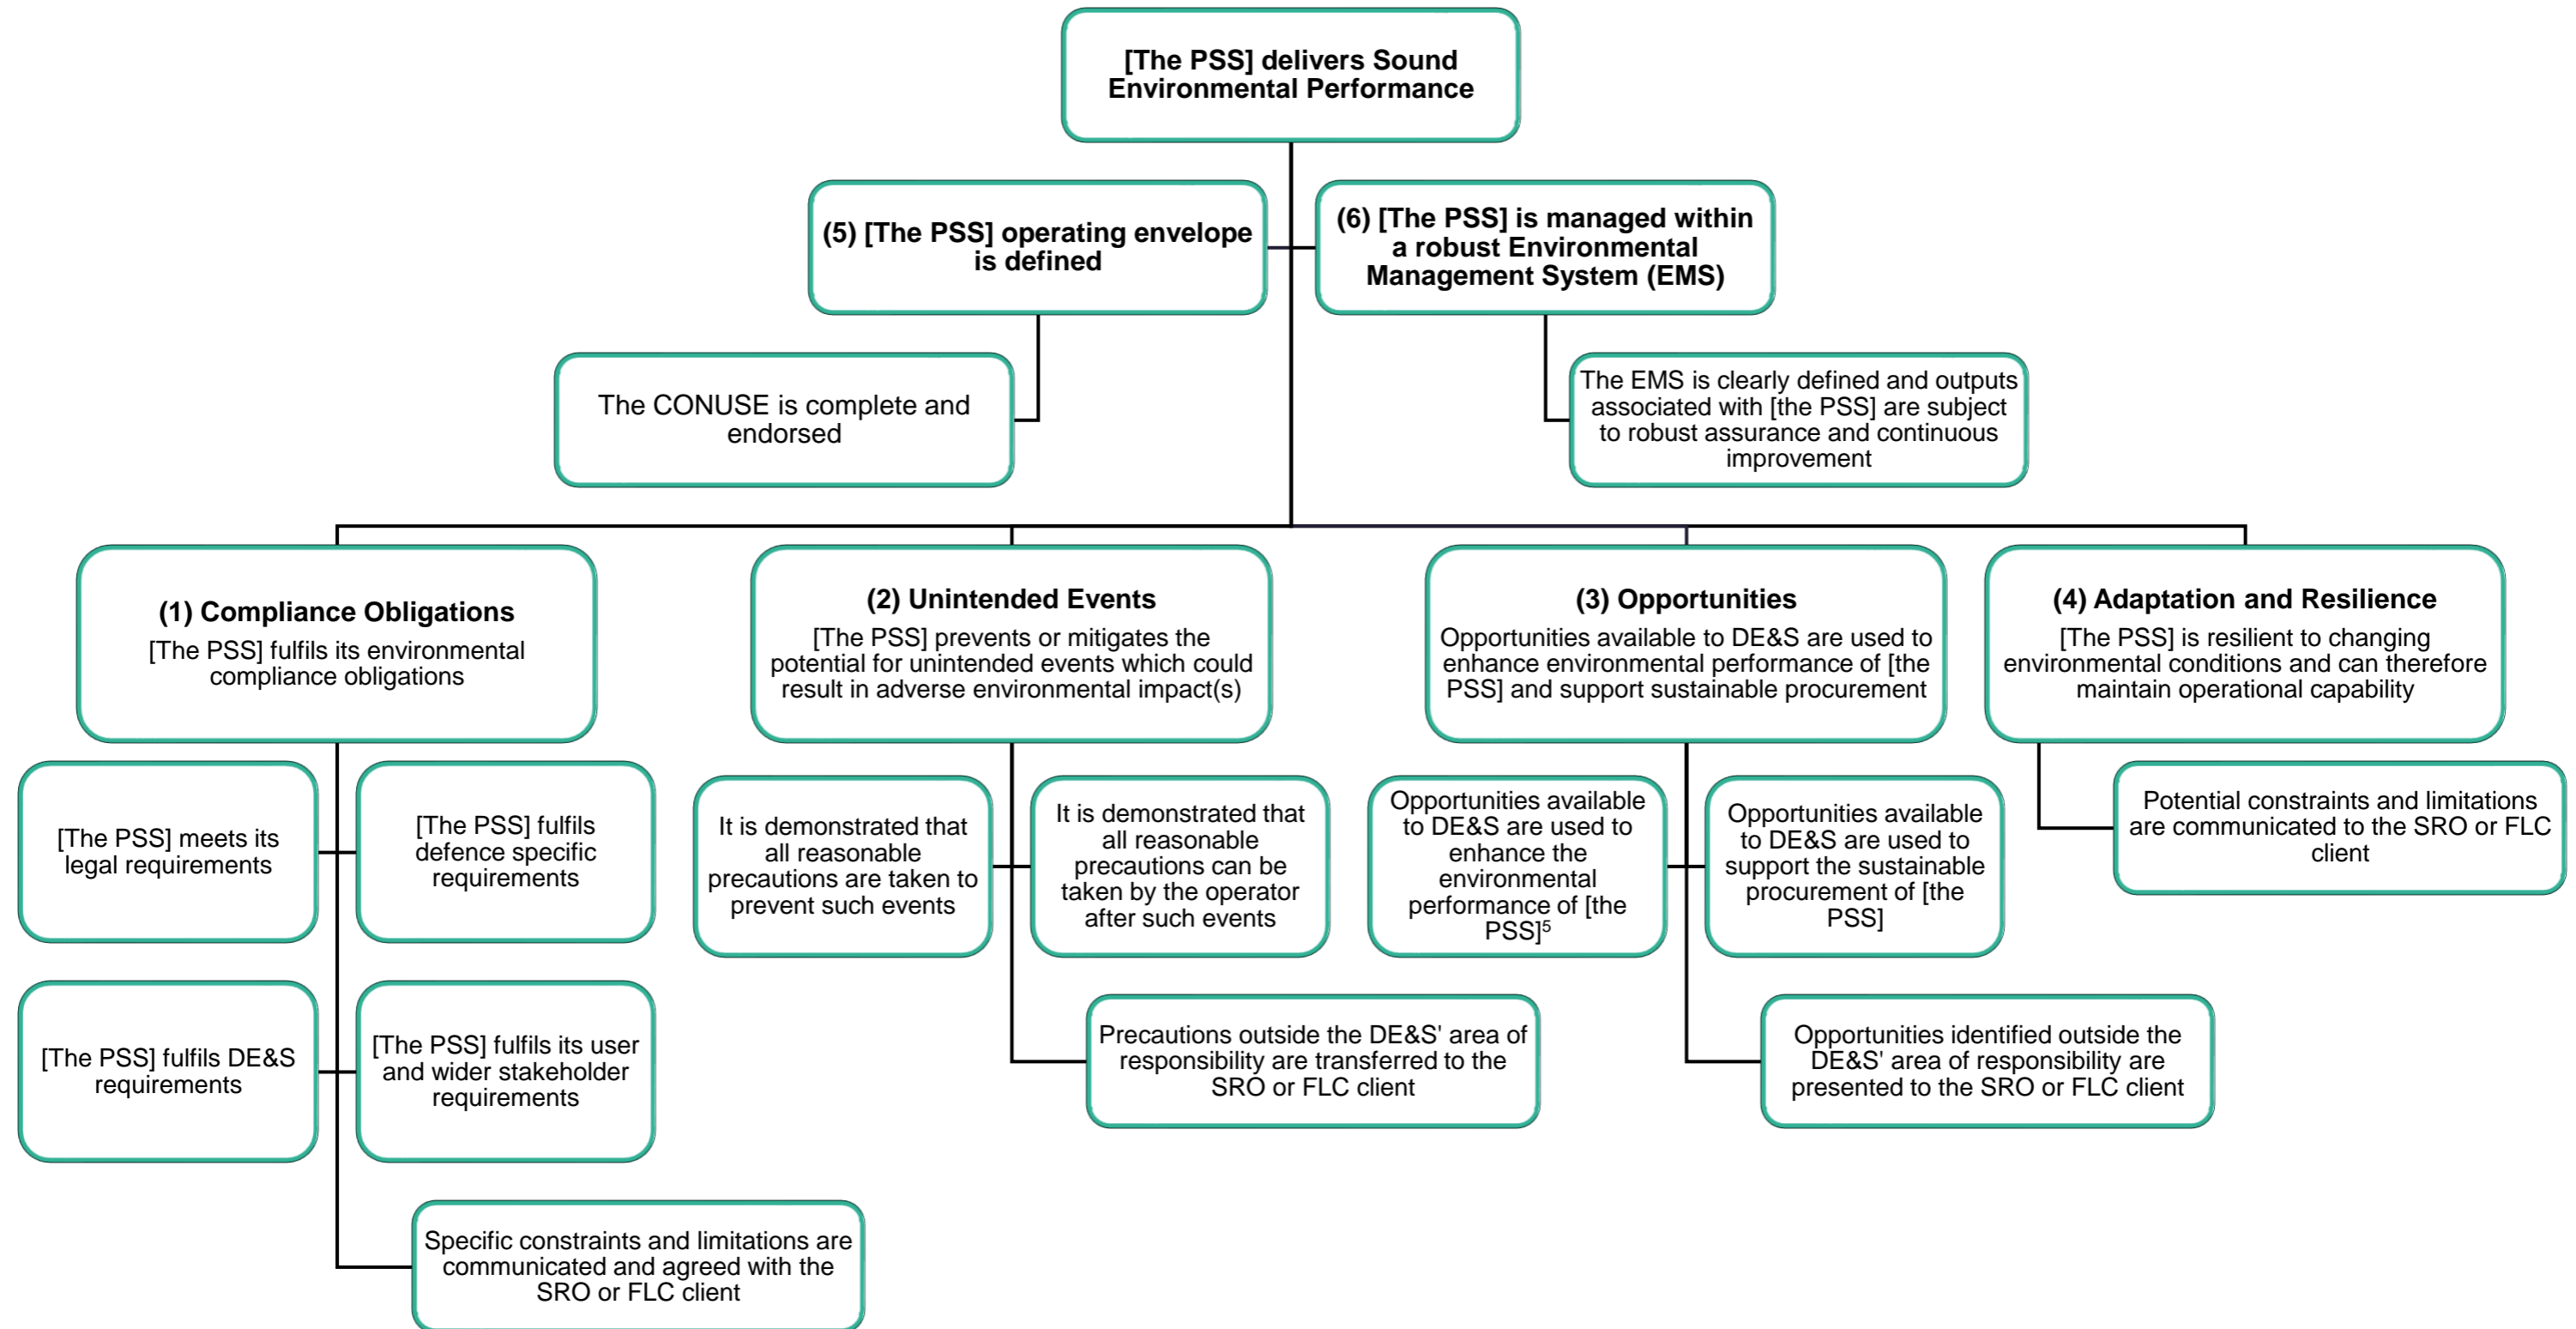 [The PSS] delivers Sound
Environmental Performance
(5) [The PSS] operating envelope
is defined
(6) [The PSS] is managed within
a robust Environmental
Management System (EMS)
The CONUSE is complete and
endorsed
The EMS is clearly defined and outputs
associated with [the PSS] are subject
to robust assurance and continuous
improvement
(1) Compliance Obligations
[The PSS] fulfils its environmental
compliance obligations
(2) Unintended Events
[The PSS] prevents or mitigates the
potential for unintended events which could
result in adverse environmental impact(s)
(3) Opportunities
Opportunities available to DE&S are used to
enhance environmental performance of [the
PSS] and support sustainable procurement
(4) Adaptation and Resilience
[The PSS] is resilient to changing
environmental conditions and can therefore
maintain operational capability
[The PSS] meets its
legal requirements
[The PSS] fulfils
defence specific
requirements
[The PSS] fulfils DE&S
requirements
[The PSS] fulfils its user
and wider stakeholder
requirements
Specific constraints and limitations are
communicated and agreed with the
SRO or FLC client
It is demonstrated that
all reasonable
precautions are taken to
prevent such events
It is demonstrated that
all reasonable
precautions can be
taken by the operator
after such events
Precautions outside the DE&S' area of
responsibility are transferred to the
SRO or FLC client
Opportunities available
to DE&S are used to
enhance the
environmental
performance of [the
PSS]⁵
Opportunities available
to DE&S are used to
support the sustainable
procurement of [the
PSS]
Opportunities identified outside the
DE&S' area of responsibility are
presented to the SRO or FLC client
Potential constraints and limitations
are communicated to the SRO or FLC
client